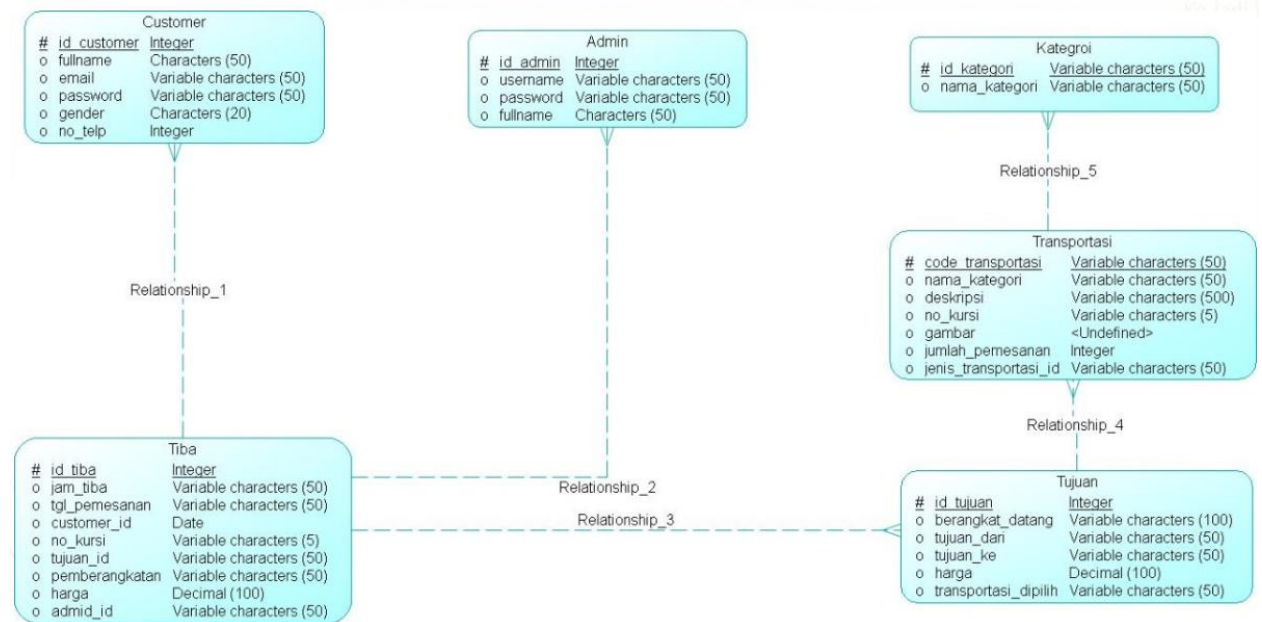 Customer
# id_customer Integer
o fullname Characters (50)
o email Variable characters (50)
o password Variable characters (50)
o gender Characters (20)
o no_telp Integer
Admin
# id_admin Integer
o username Variable characters (50)
o password Variable characters (50)
o fullname Characters (50)
Kategroi
# id_kategori Variable characters (50)
o nama_kategori Variable characters (50)
Relationship_5
Transportasi
# code_transportasi Variable characters (50)
o nama_kategori Variable characters (50)
o deskripsi Variable characters (500)
o no_kursi Variable characters (5)
o gambar <Undefined>
o jumlah_pemesanan Integer
o jenis_transportasi_id Variable characters (50)
Relationship_1
Relationship_4
Tiba
# id_tiba Integer
o jam_tiba Variable characters (50)
o tgl_pemesanan Variable characters (50)
o customer_id Date
o no_kursi Variable characters (5)
o tujuan_id Variable characters (50)
o pemberangkatan Variable characters (50)
o harga Decimal (100)
o admid_id Variable characters (50)
Relationship_2
Relationship_3
Tujuan
# id_tujuan Integer
o berangkat_datang Variable characters (100)
o tujuan_dari Variable characters (50)
o tujuan_ke Variable characters (50)
o harga Decimal (100)
o transportasi_dipilih Variable characters (50)